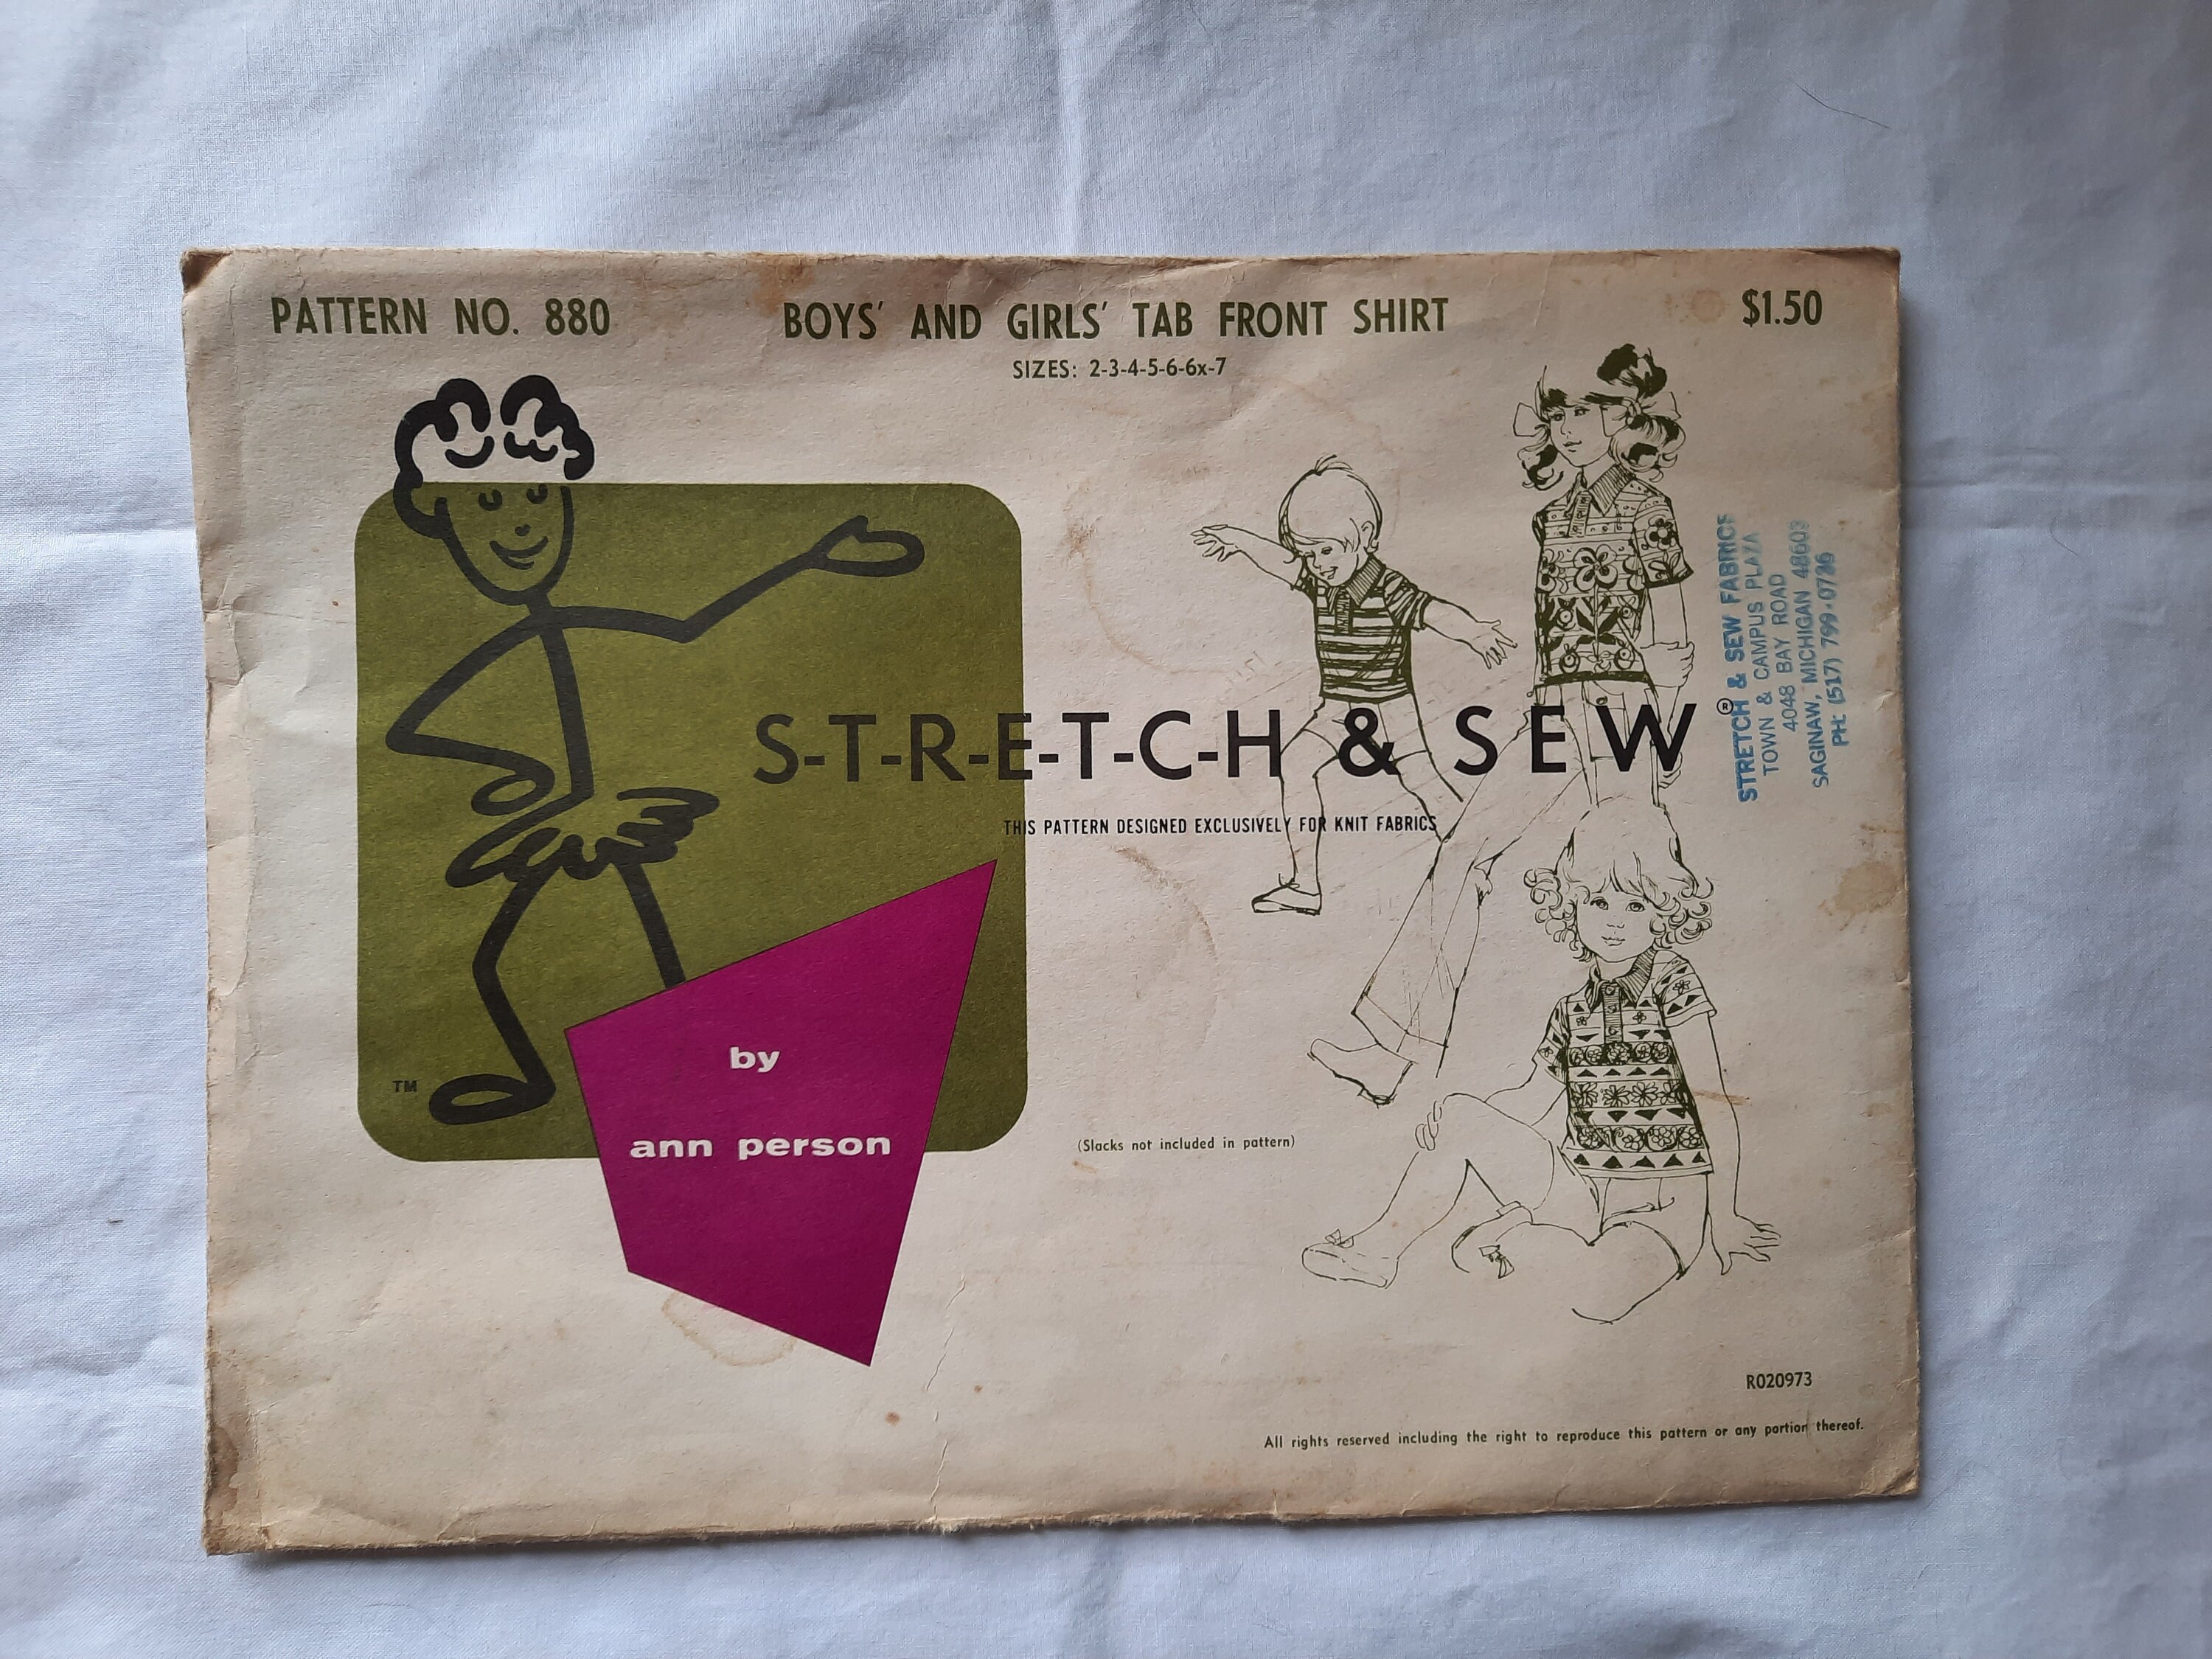 PATTERN NO. 880
BOYS' AND GIRLS' TAB FRONT SHIRT
$1.50
SIZES: 2-3-4-5-6-6x-7
S-T-R-E-T-C-H & SEW®
THIS PATTERN DESIGNED EXCLUSIVELY FOR KNIT FABRICS
STRETCH & SEW FABRICS
TOWN & CAMPUS PLAZA
4048 BAY ROAD
SAGINAW, MICHIGAN 48603
PH: (517) 799-0786
by
ann person
TM
(Slacks not included in pattern)
R020973
All rights reserved including the right to reproduce this pattern or any portion thereof.